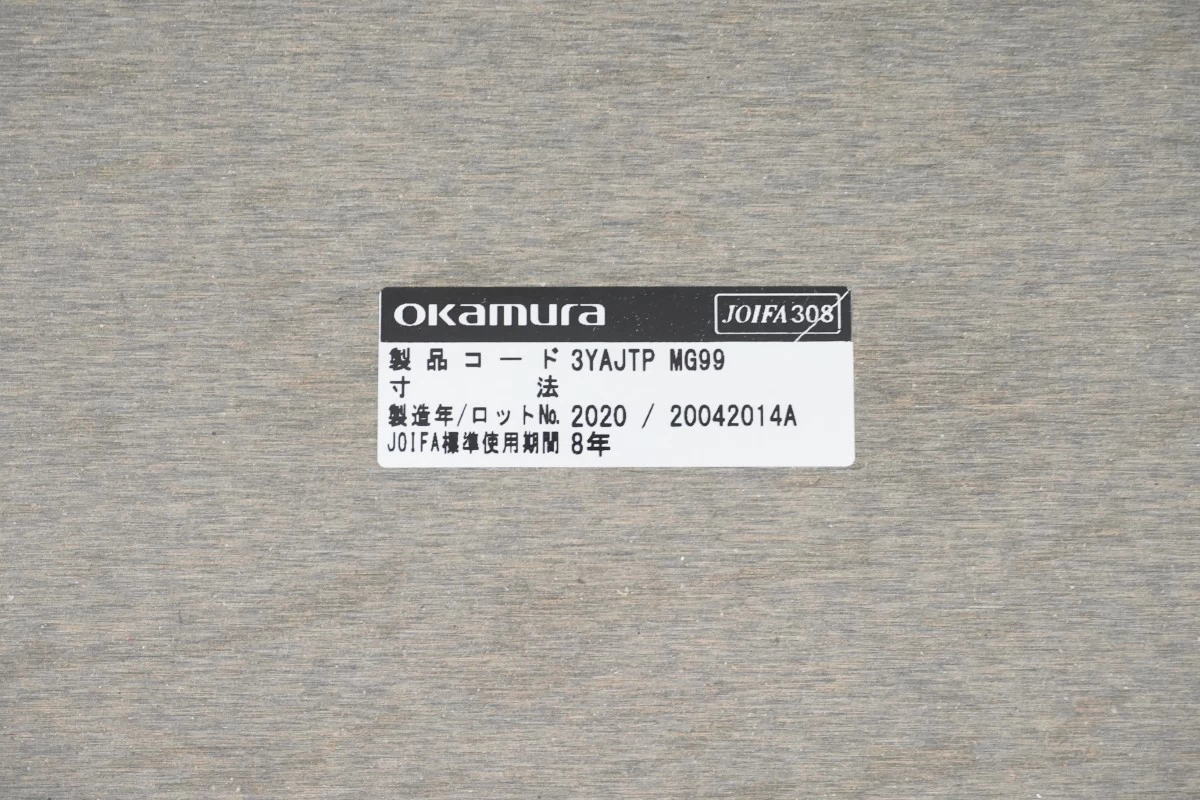 okamura JOIFA308
製品コード 3YAJTP MG99
寸法
製造年/ロット№ 2020 / 20042014A
JOIFA標準使用期間 8年